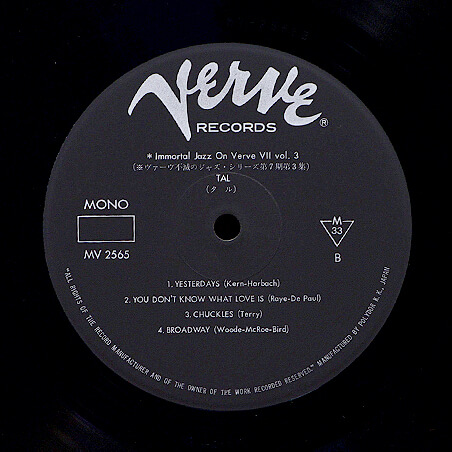 Verve
RECORDS ®
* Immortal Jazz On Verve VII vol. 3
(※ヴァーヴ不滅のジャズ・シリーズ第7期第3集)
TAL
(タル)
MONO
MV 2565
M
33
B
1. YESTERDAYS (Kern-Harbach)
2. YOU DON'T KNOW WHAT LOVE IS (Raye-De Paul)
3. CHUCKLES (Terry)
4. BROADWAY (Woode-McRoe-Bird)
"ALL RIGHTS OF THE RECORD MANUFACTURER AND OF THE OWNER OF THE WORK RECORDED RESERVED." MANUFACTURED BY POLYDOR K. K., JAPAN